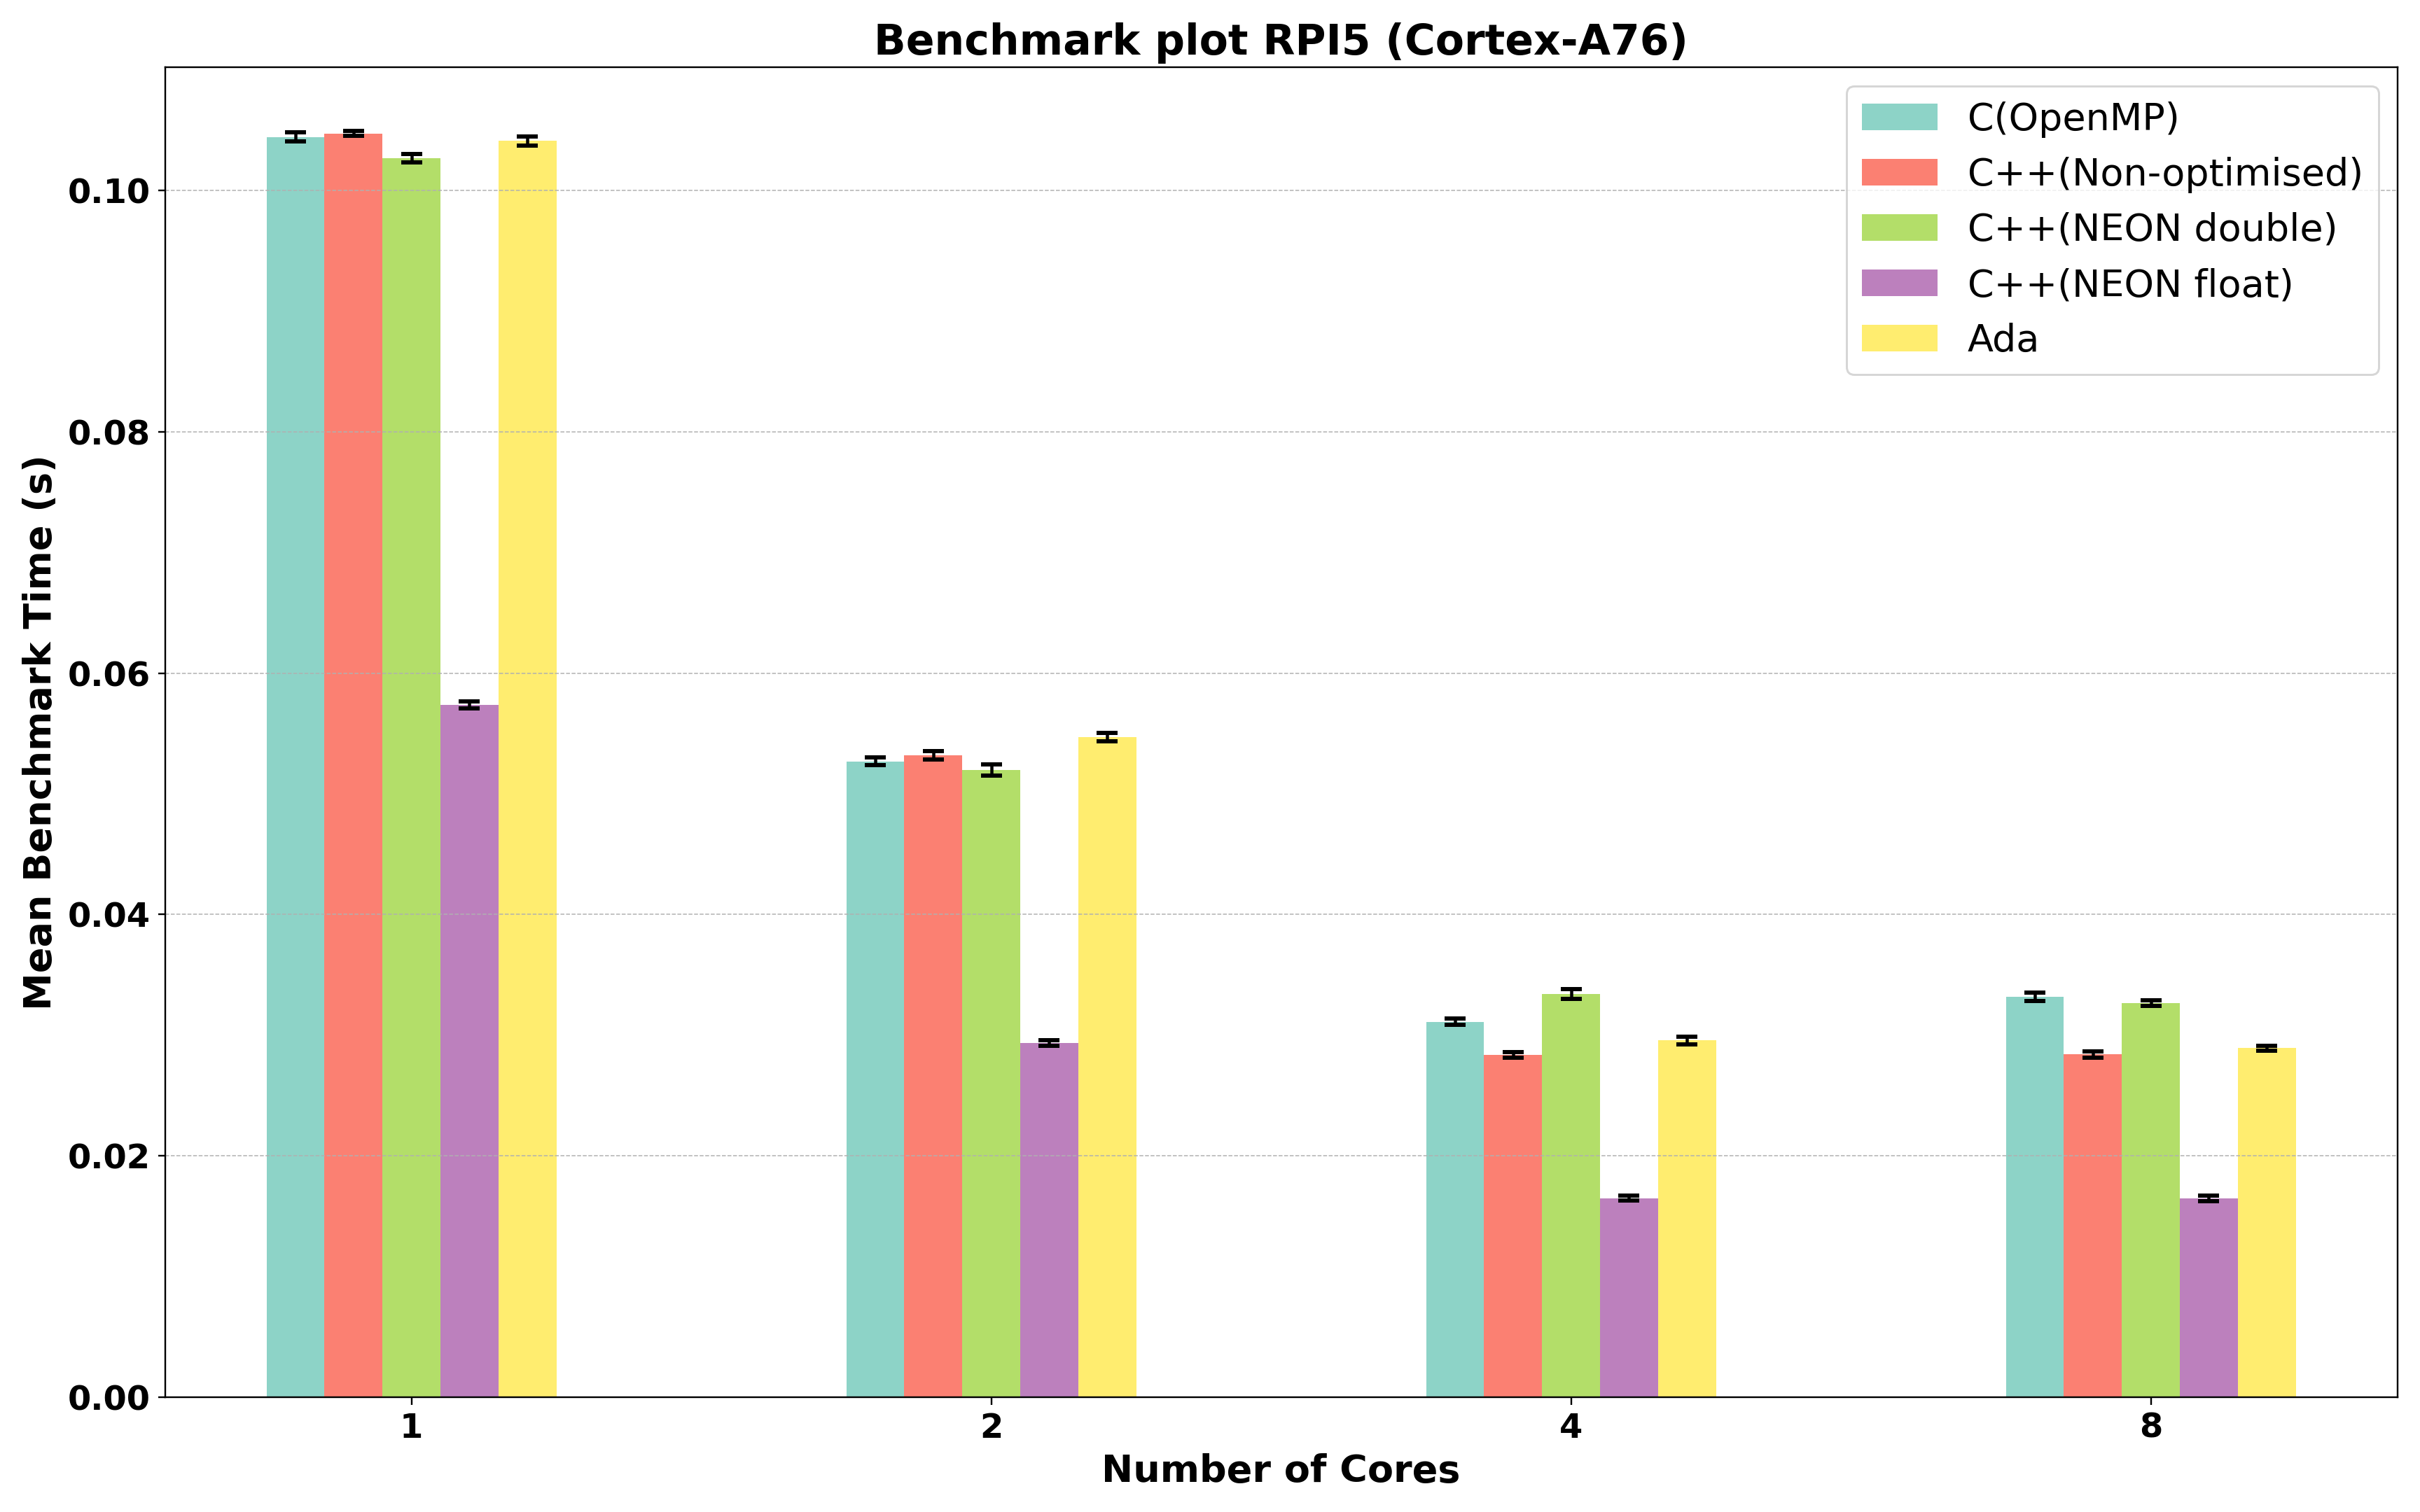 Benchmark plot RPI5 (Cortex-A76)
C(OpenMP)
C++(Non-optimised)
C++(NEON double)
C++(NEON float)
Ada
Mean Benchmark Time (s)
0.10
0.08
0.06
0.04
0.02
0.00
1 2 4 8
Number of Cores